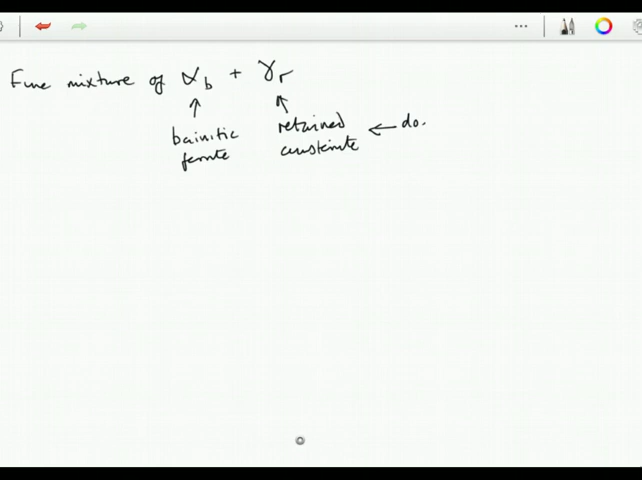 Fine mixture of αb + γr
bainitic
ferrite
retained
austenite
← do.